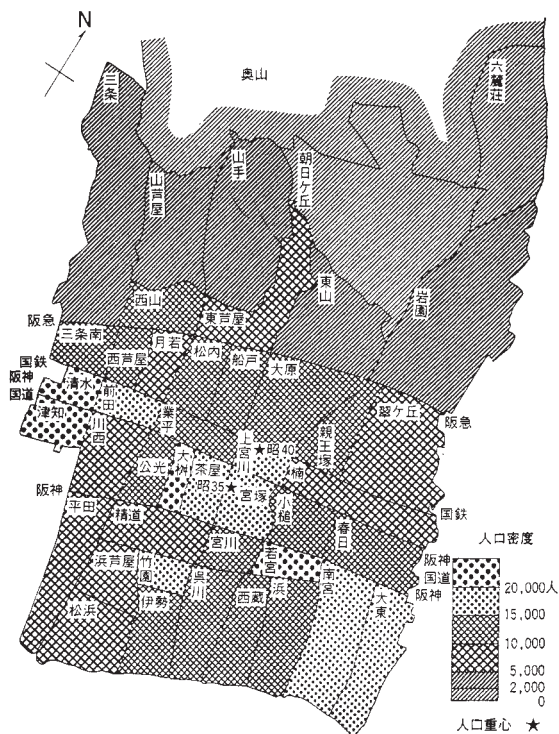 N
奥山
六麓荘
三条
山芦屋
山手
朝日ケ丘
東山
岩園
西山
東芦屋
阪急
三条南
西芦屋
月若
松内
船戸
大原
国鉄
阪神
国道
清水
前田
業平
津知
川西
翠ケ丘
阪急
上宮川
★昭40
親王塚
楠
公光
大桝
茶屋
昭35★
宮塚
小槌
阪神
平田
精道
宮川
春日
国鉄
阪神
国道
阪神
浜芦屋
竹園
呉川
若宮
浜
南宮
大東
松浜
伊勢
西蔵
人口密度
20,000人
15,000
10,000
5,000
2,000
0
人口重心 ★